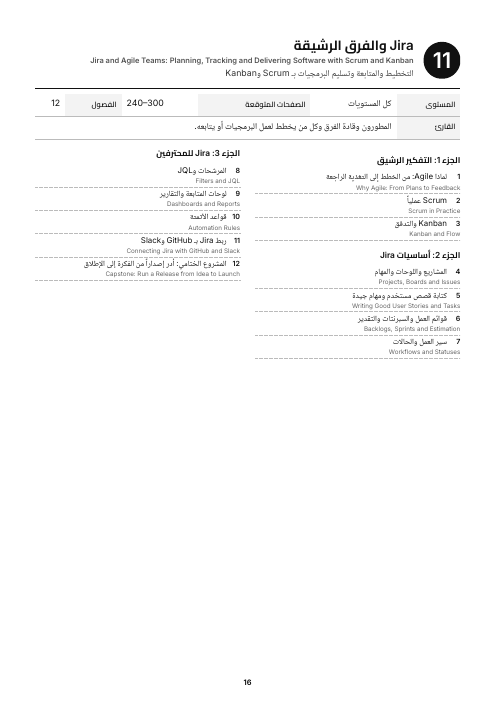 11
Jira والفرق الرشيقة
Jira and Agile Teams: Planning, Tracking and Delivering Software with Scrum and Kanban
التخطيط والمتابعة وتسليم البرمجيات بـ Scrum وKanban
المستوى كل المستويات الصفحات المتوقعة 240–300 الفصول 12
القارئ المطورون وقادة الفرق وكل من يخطط لعمل البرمجيات أو يتابعه.
الجزء 1: التفكير الرشيق
1 لماذا Agile: من الخطط إلى التغذية الراجعة
Why Agile: From Plans to Feedback
2 Scrum عملياً
Scrum in Practice
3 Kanban والتدفق
Kanban and Flow
الجزء 2: أساسيات Jira
4 المشاريع واللوحات والمهام
Projects, Boards and Issues
5 كتابة قصص مستخدم ومهام جيدة
Writing Good User Stories and Tasks
6 قوائم العمل والسبرنتات والتقدير
Backlogs, Sprints and Estimation
7 سير العمل والحالات
Workflows and Statuses
الجزء 3: Jira للمحترفين
8 المرشحات وJQL
Filters and JQL
9 لوحات المتابعة والتقارير
Dashboards and Reports
10 قواعد الأتمتة
Automation Rules
11 ربط Jira بـ GitHub وSlack
Connecting Jira with GitHub and Slack
12 المشروع الختامي: أدر إصداراً من الفكرة إلى الإطلاق
Capstone: Run a Release from Idea to Launch
16